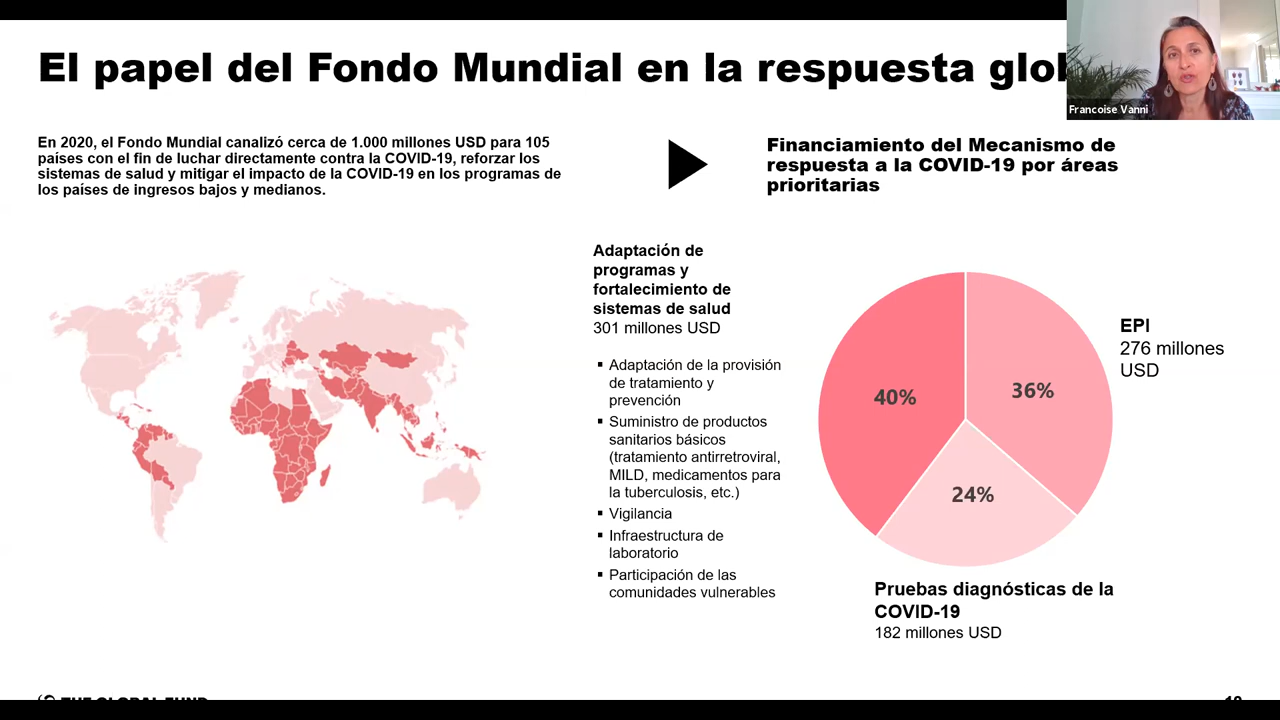 El papel del Fondo Mundial en la respuesta
Francoise Vanni
En 2020, el Fondo Mundial canalizó cerca de 1.000 millones USD para 105
países con el fin de luchar directamente contra la COVID-19, reforzar los
sistemas de salud y mitigar el impacto de la COVID-19 en los programas de
los países de ingresos bajos y medianos.
Financiamiento del Mecanismo de
respuesta a la COVID-19 por áreas
prioritarias
Adaptación de
programas y
fortalecimiento de
sistemas de salud
301 millones USD
▪ Adaptación de la provisión
de tratamiento y
prevención
▪ Suministro de productos
sanitarios básicos
(tratamiento antirretroviral,
MILD, medicamentos para
la tuberculosis, etc.)
▪ Vigilancia
▪ Infraestructura de
laboratorio
▪ Participación de las
comunidades vulnerables
40%
36%
24%
EPI
276 millones
USD
Pruebas diagnósticas de la
COVID-19
182 millones USD
THE GLOBAL FUND